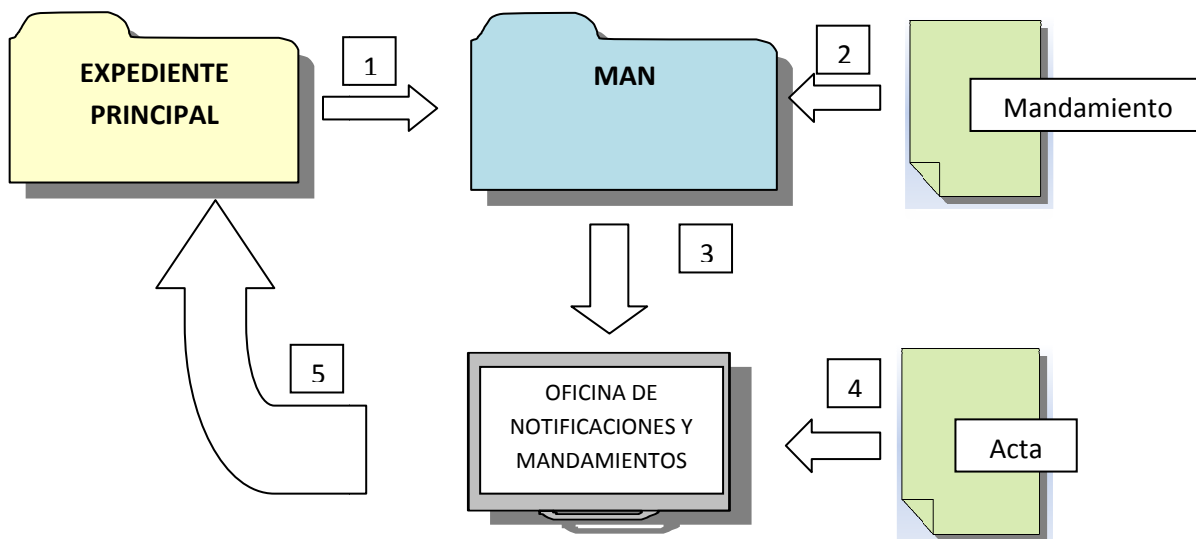 EXPEDIENTE
PRINCIPAL
1
MAN
2
Mandamiento
3
5
OFICINA DE
NOTIFICACIONES Y
MANDAMIENTOS
4
Acta